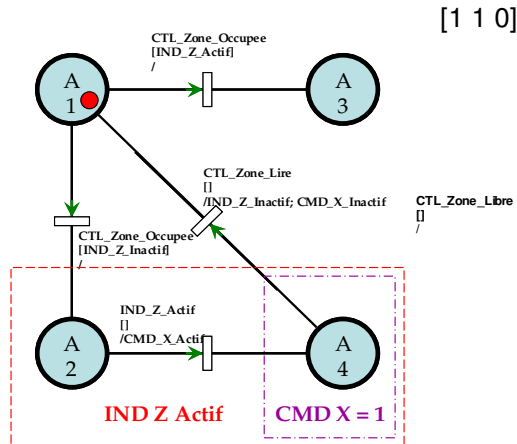 [1 1 0]
CTL_Zone_Occupee
[IND_Z_Actif]
/
A
1
A
3
CTL_Zone_Lire
[]
/IND_Z_Inactif; CMD_X_Inactif
CTL_Zone_Libre
[]
/
CTL_Zone_Occupee
[IND_Z_Inactif]
/
IND_Z_Actif
[]
/CMD_X_Actif
A
2
A
4
IND Z Actif
CMD X = 1